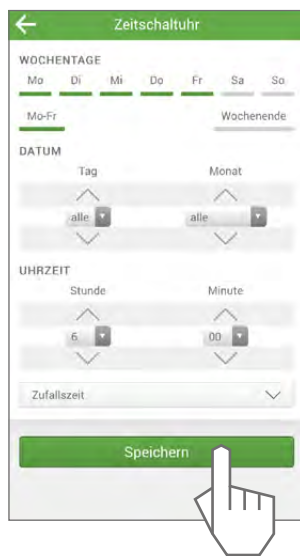 Zeitschaltuhr
WOCHENTAGE
Mo Di Mi Do Fr Sa So
Mo-Fr Wochenende
DATUM
Tag Monat
alle alle
UHRZEIT
Stunde Minute
6 00
Zufallszeit
Speichern